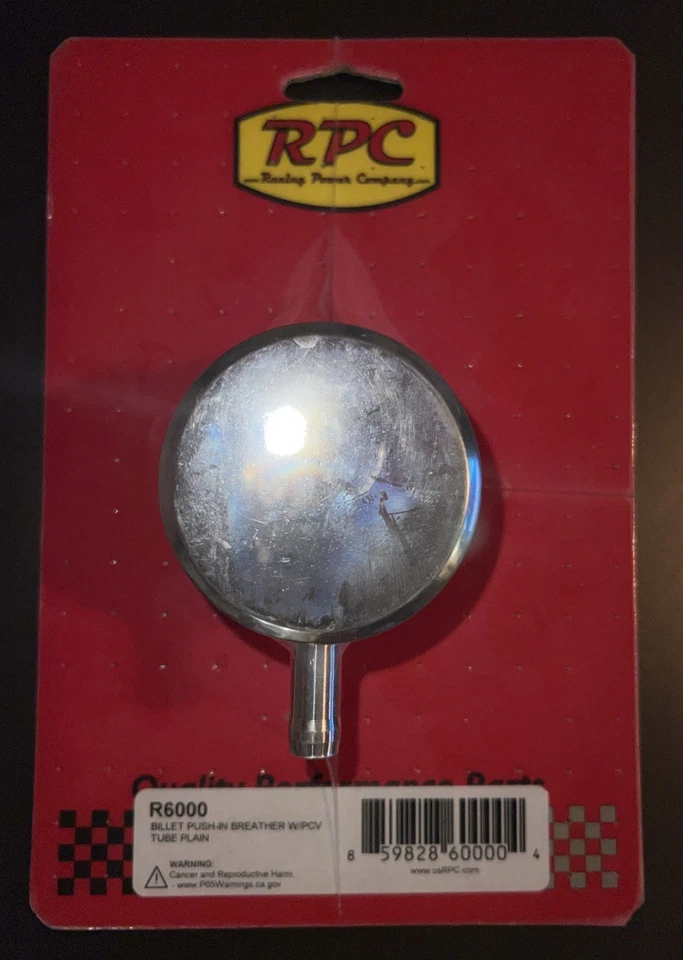 RPC
Racing Power Company
Quality Performance Parts
R6000
BILLET PUSH-IN BREATHER W/PCV
TUBE PLAIN
WARNING:
Cancer and Reproductive Harm
- www.P65Warnings.ca.gov
8 59828 60000 4
www.usRPC.com